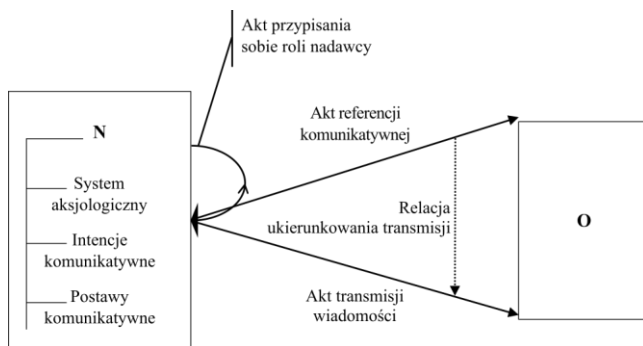 Akt przypisania
sobie roli nadawcy
N
System
aksjologiczny
Intencje
komunikatywne
Postawy
komunikatywne
Akt referencji
komunikatywnej
Relacja
ukierunkowania transmisji
Akt transmisji
wiadomości
O